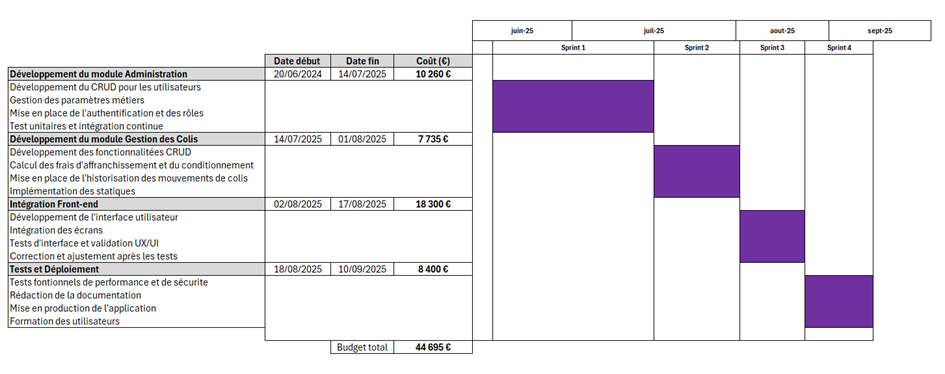 juin-25 juil-25 aout-25 sept-25
Sprint 1 Sprint 2 Sprint 3 Sprint 4
Date début Date fin Coût (€)
Développement du module Administration 20/06/2024 14/07/2025 10 260 €
Développement du CRUD pour les utilisateurs
Gestion des paramètres métiers
Mise en place de l'authentification et des rôles
Test unitaires et intégration continue
Développement du module Gestion des Colis 14/07/2025 01/08/2025 7 735 €
Développement des fonctionnalitées CRUD
Calcul des frais d'affranchissement et du conditionnement
Mise en place de l'historisation des mouvements de colis
Implémentation des statiques
Intégration Front-end 02/08/2025 17/08/2025 18 300 €
Développement de l'interface utilisateur
Intégration des écrans
Tests d'interface et validation UX/UI
Correction et ajustement après les tests
Tests et Déploiement 18/08/2025 10/09/2025 8 400 €
Tests fontionnels de performance et de sécurite
Rédaction de la documentation
Mise en production de l'application
Formation des utilisateurs
Budget total 44 695 €